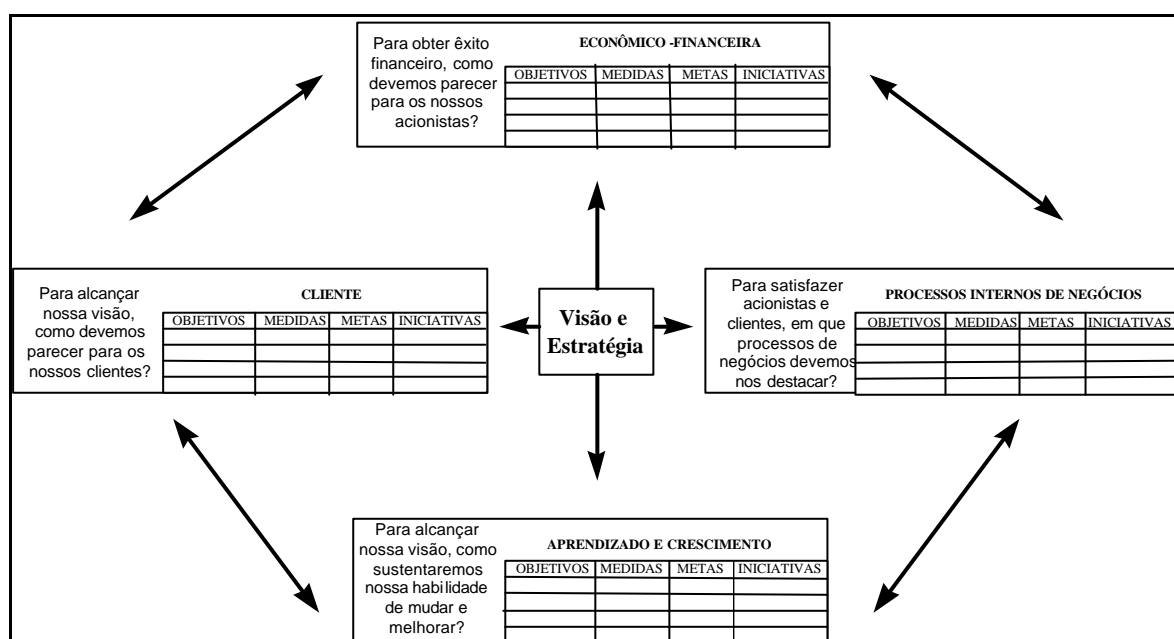 Para obter êxito
financeiro, como
devemos parecer
para os nossos
acionistas?
ECONÔMICO -FINANCEIRA
OBJETIVOS MEDIDAS METAS INICIATIVAS
Para alcançar
nossa visão,
como devemos
parecer para os
nossos clientes?
CLIENTE
OBJETIVOS MEDIDAS METAS INICIATIVAS
Visão e
Estratégia
Para satisfazer
acionistas e
clientes, em que
processos de
negócios devemos
nos destacar?
PROCESSOS INTERNOS DE NEGÓCIOS
OBJETIVOS MEDIDAS METAS INICIATIVAS
Para alcançar
nossa visão, como
sustentaremos
nossa habilidade
de mudar e
melhorar?
APRENDIZADO E CRESCIMENTO
OBJETIVOS MEDIDAS METAS INICIATIVAS